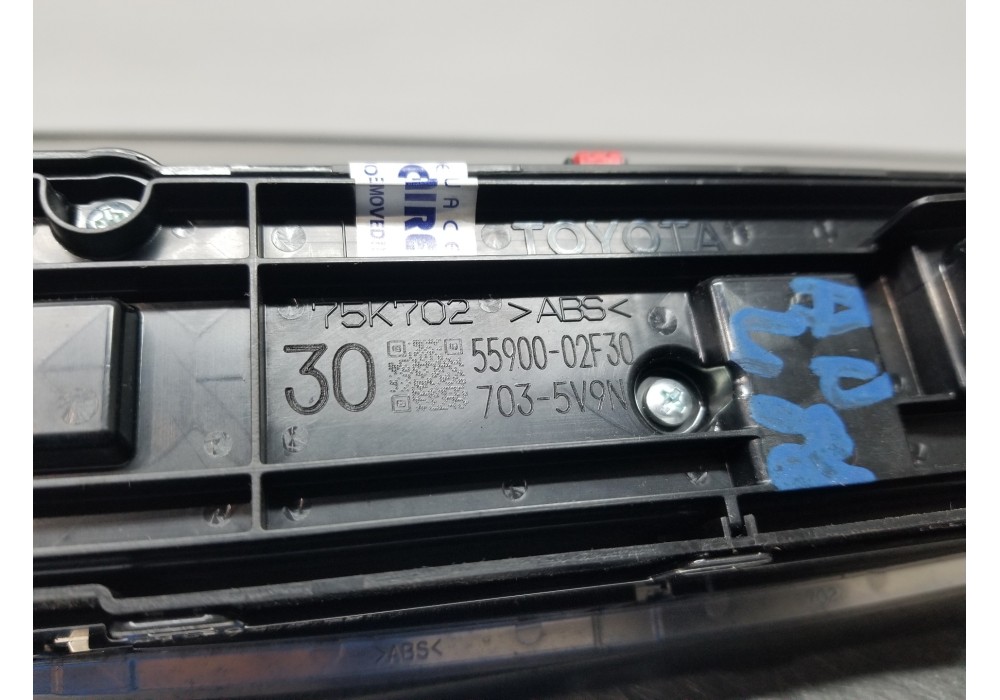 TOYOTA
75K702 >ABS<
30
55900-02F30
703-5V9N
>ABS<